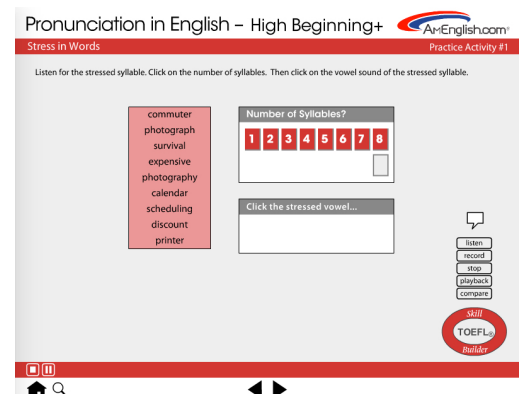 Pronunciation in English – High Beginning+
AMEnglish.com®
Stress in Words
Practice Activity #1
Listen for the stressed syllable. Click on the number of syllables. Then click on the vowel sound of the stressed syllable.
commuter
photograph
survival
expensive
photography
calendar
scheduling
discount
printer
Number of Syllables?
1 2 3 4 5 6 7 8
Click the stressed vowel...
listen
record
stop
playback
compare
Skill
TOEFL®
Builder